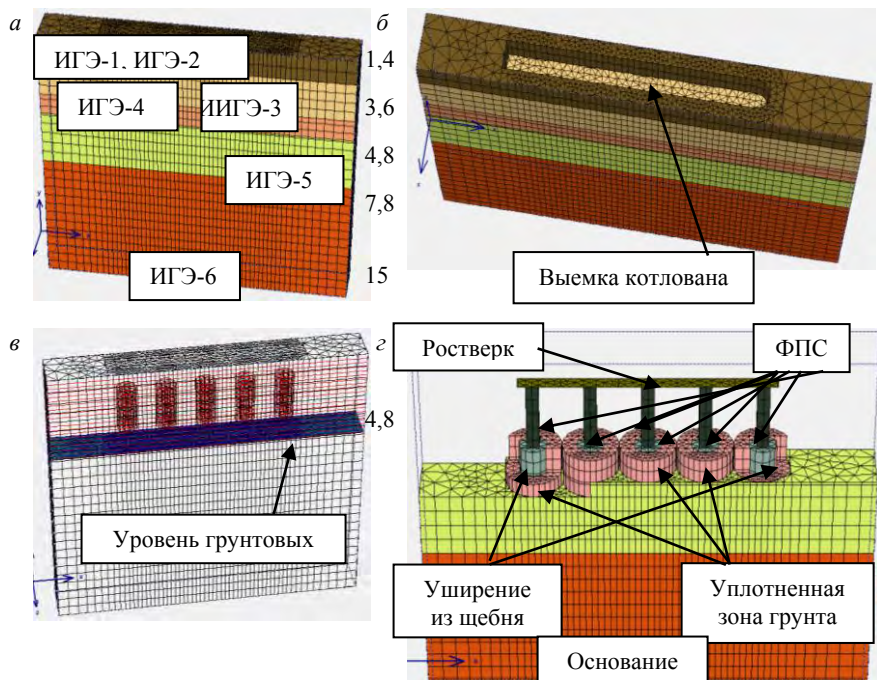 а
ИГЭ-1, ИГЭ-2
1,4
ИГЭ-4
ИИГЭ-3
3,6
4,8
ИГЭ-5
7,8
ИГЭ-6
15
б
Выемка котлована
в
4,8
Уровень грунтовых
г
Ростверк
ФПС
Уширение
из щебня
Уплотненная
зона грунта
Основание